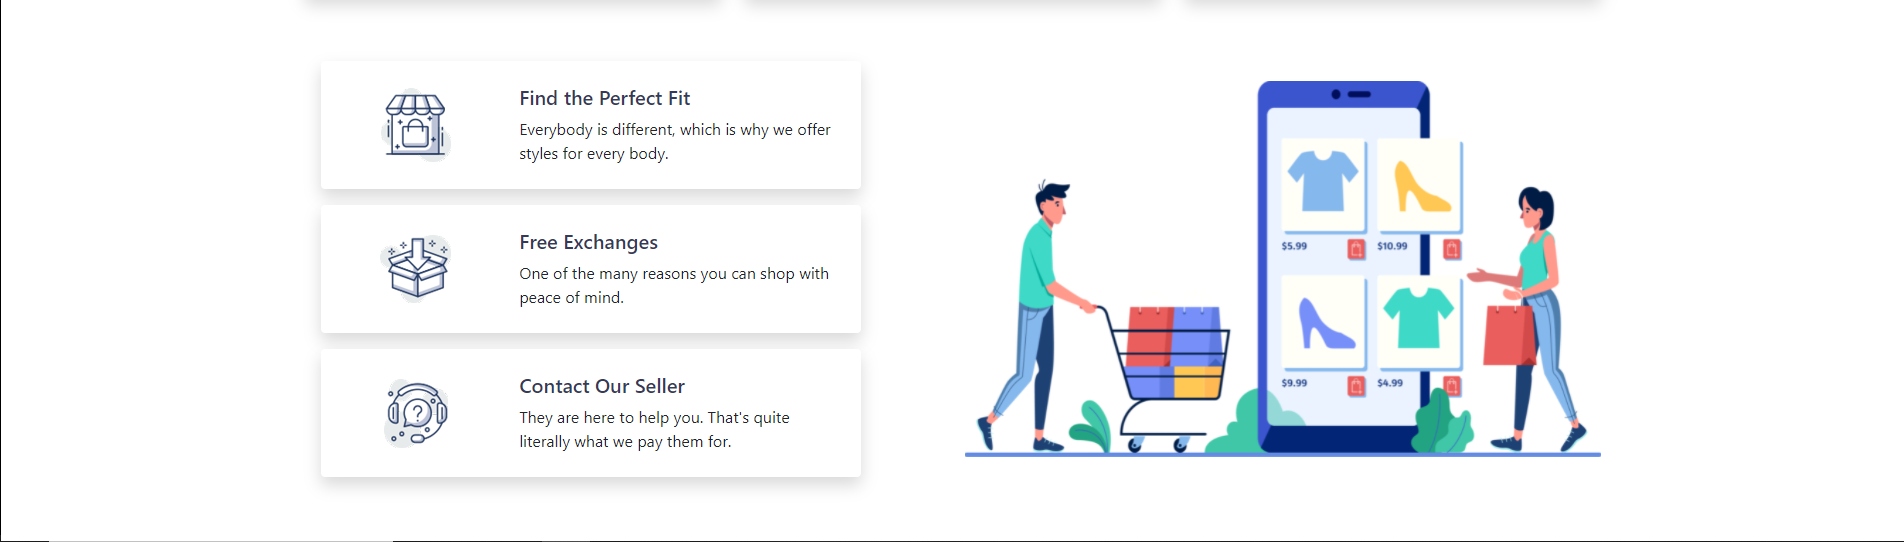 Find the Perfect Fit
Everybody is different, which is why we offer
styles for every body.
Free Exchanges
One of the many reasons you can shop with
peace of mind.
Contact Our Seller
They are here to help you. That's quite
literally what we pay them for.
$5.99
$10.99
$9.99
$4.99